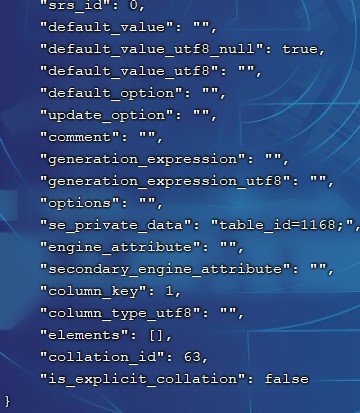 "srs_id": 0,
"default_value": "",
"default_value_utf8_null": true,
"default_value_utf8": "",
"default_option": "",
"update_option": "",
"comment": "",
"generation_expression": "",
"generation_expression_utf8": "",
"options": "",
"se_private_data": "table_id=1168;",
"engine_attribute": "",
"secondary_engine_attribute": "",
"column_key": 1,
"column_type_utf8": "",
"elements": [],
"collation_id": 63,
"is_explicit_collation": false
}